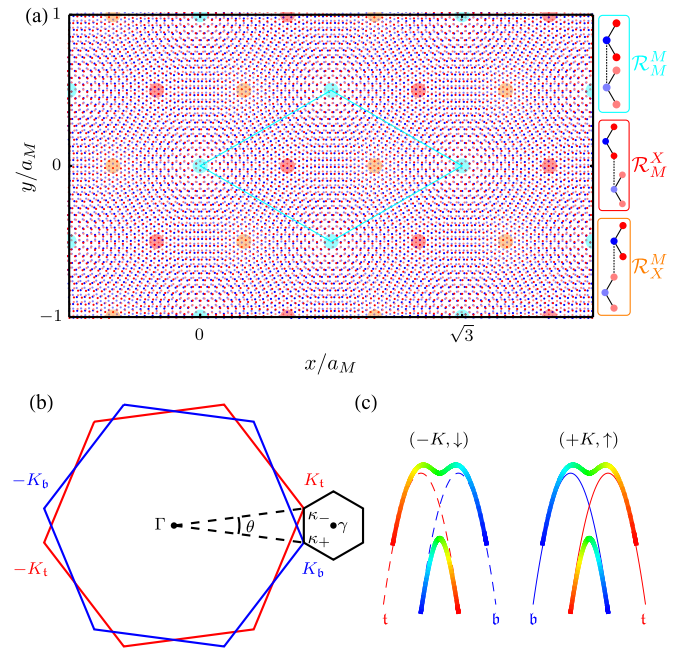 (a)
1
0
−1
y/a_M
0
√3
x/a_M
ℛ_M^M
ℛ_M^X
ℛ_X^M
(b)
−K_𝔟
K_𝔱
Γ
θ
κ_−
γ
κ_+
−K_𝔱
K_𝔟
(c)
(−K, ↓)
(+K, ↑)
𝔱
𝔟
𝔟
𝔱